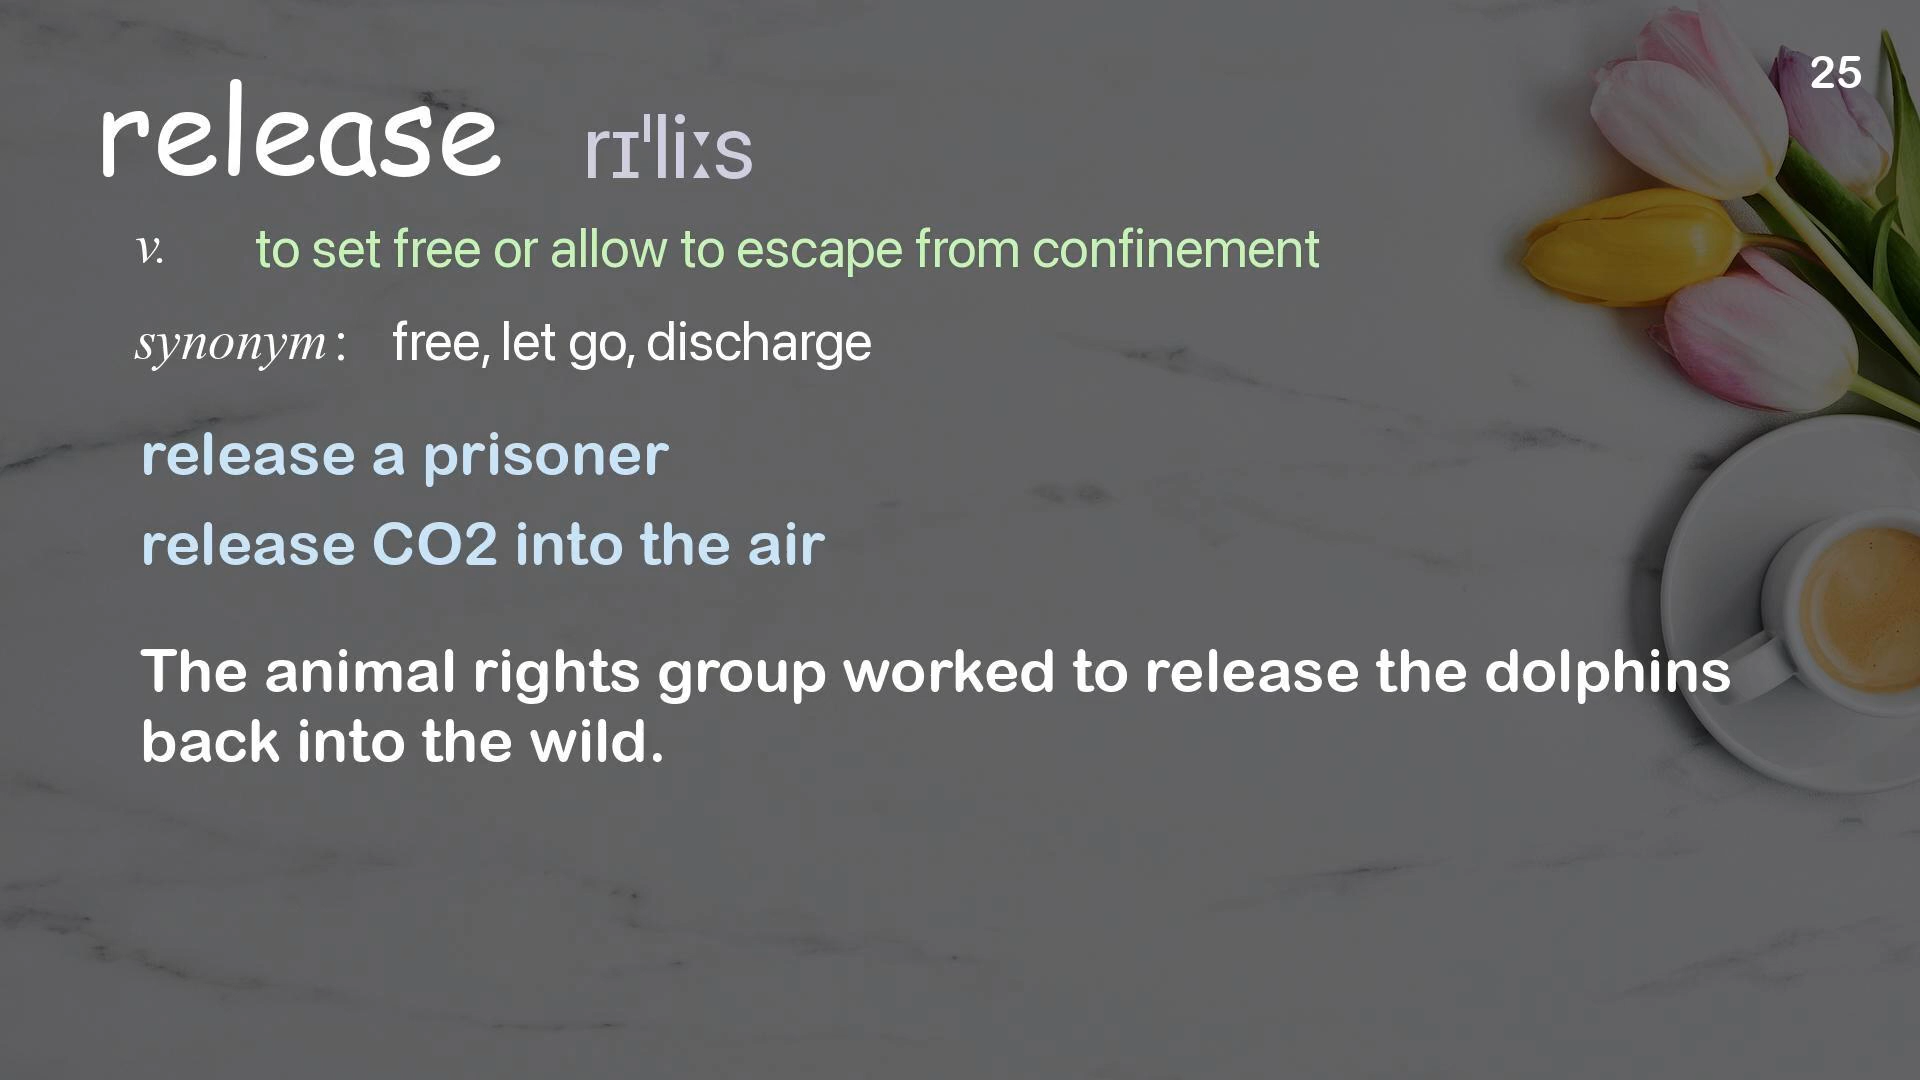 25
release rɪˈliːs
v. to set free or allow to escape from confinement
synonym: free, let go, discharge
release a prisoner
release CO2 into the air
The animal rights group worked to release the dolphins
back into the wild.